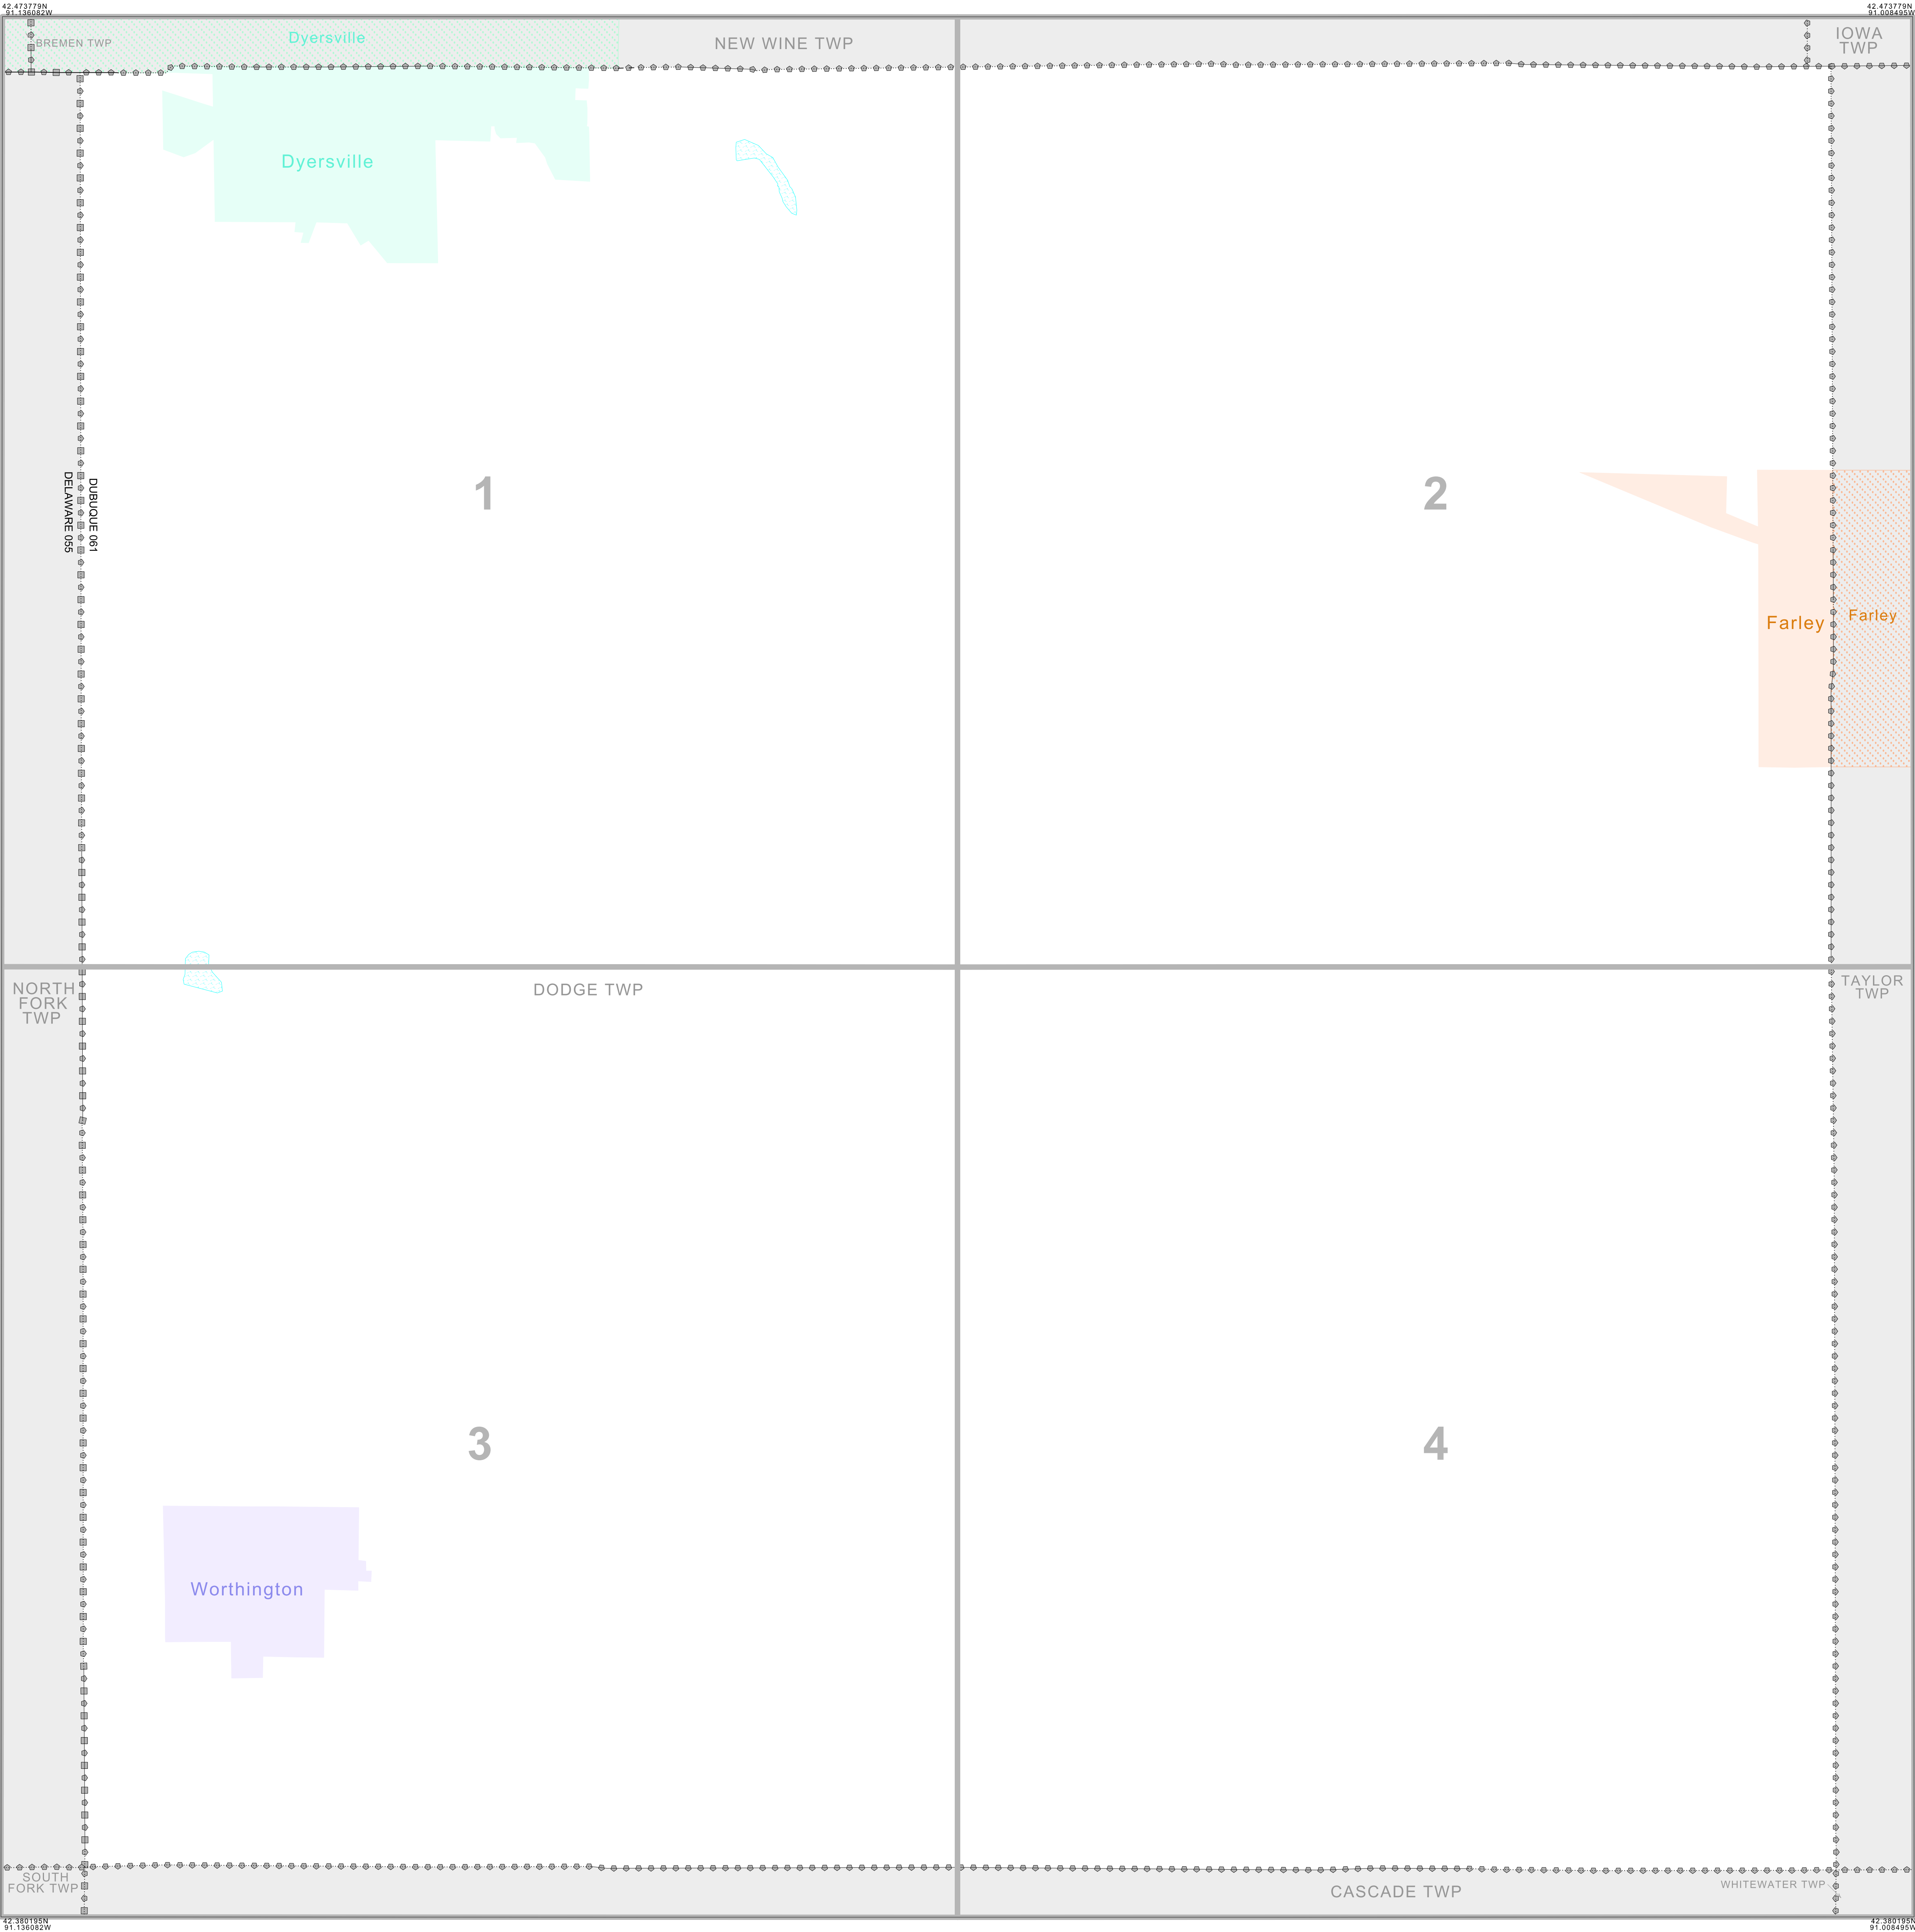 42.473779N
91.136082W
42.473779N
91.008495W
BREMEN TWP
Dyersville
NEW WINE TWP
IOWA
TWP
Dyersville
1
2
DELAWARE 055
DUBUQUE 061
Farley
Farley
NORTH
FORK
TWP
DODGE TWP
TAYLOR
TWP
3
4
Worthington
SOUTH
FORK TWP
CASCADE TWP
WHITEWATER TWP
42.380195N
91.136082W
42.380195N
91.008495W